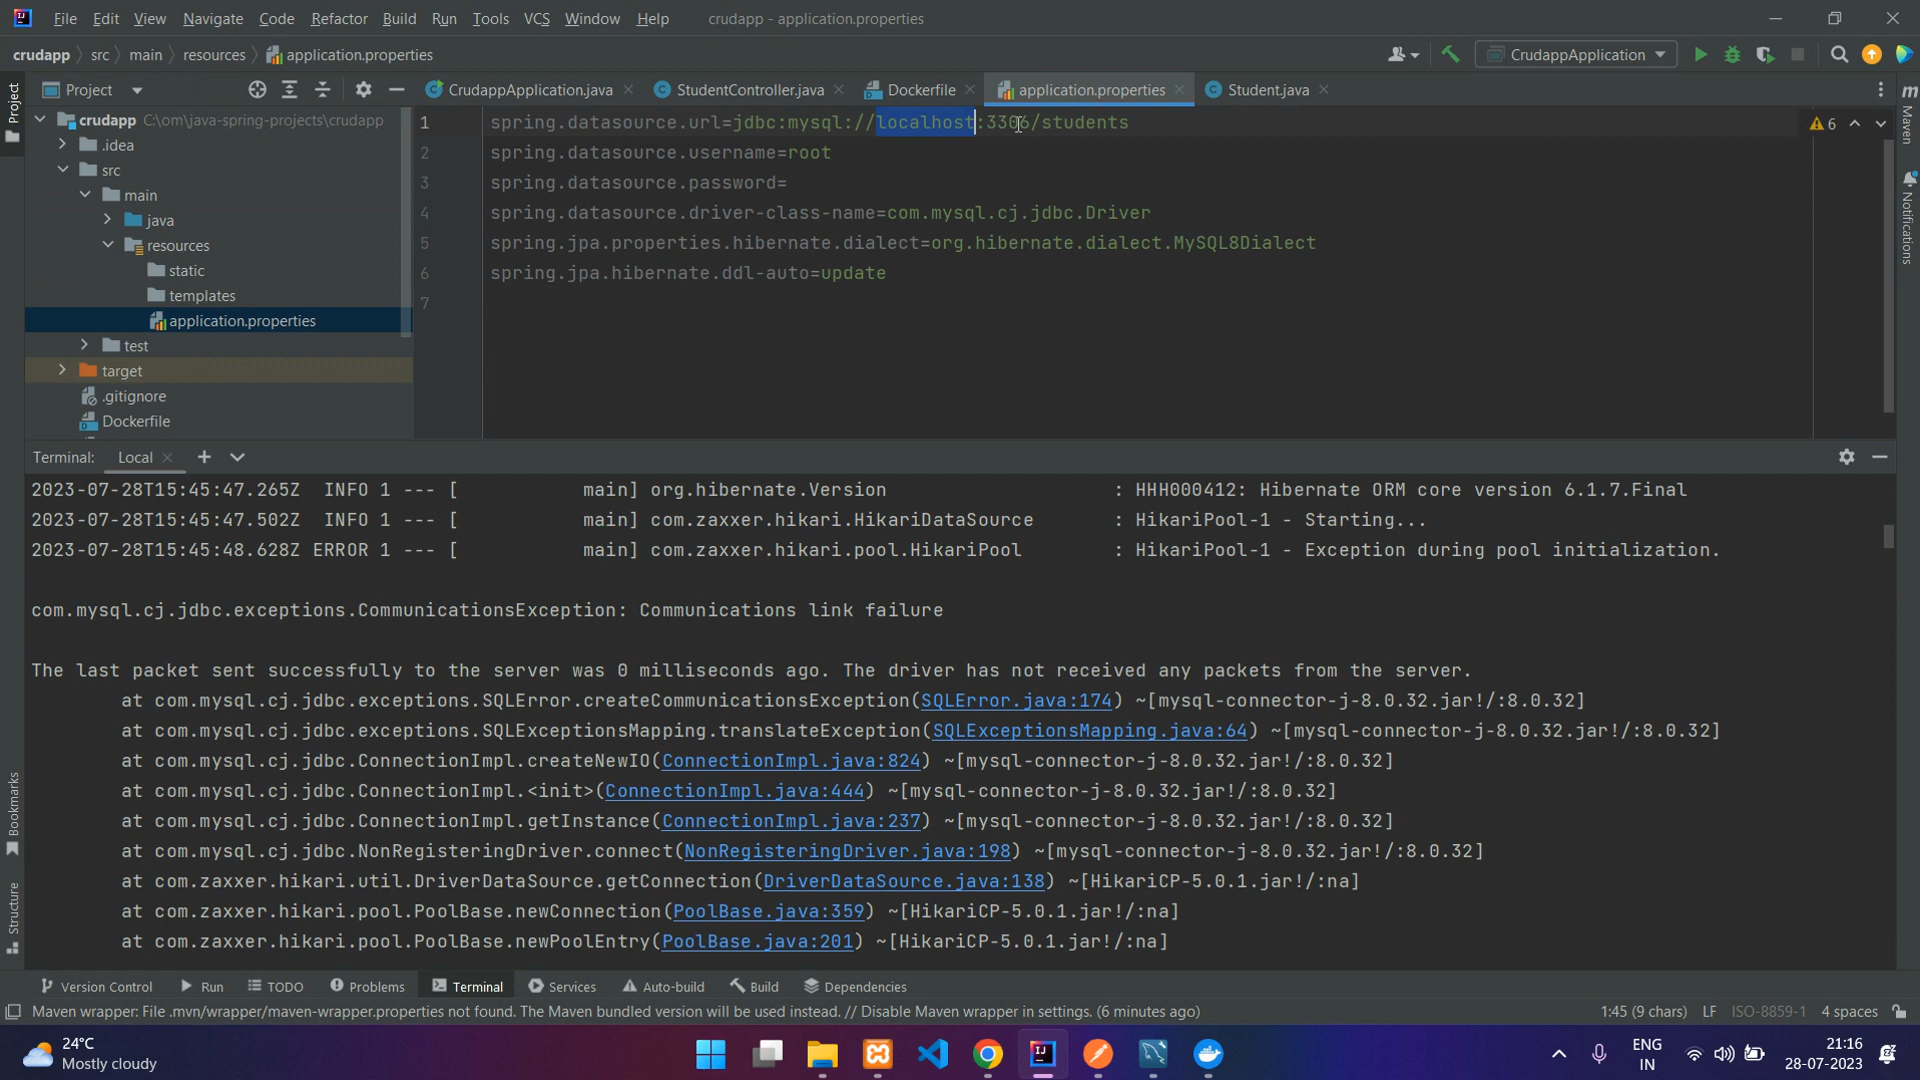 File Edit View Navigate Code Refactor Build Run Tools VCS Window Help crudapp - application.properties
crudapp src main resources application.properties CrudappApplication
Project CrudappApplication.java StudentController.java Dockerfile application.properties Student.java
Project
crudapp C:\om\java-spring-projects\crudapp
.idea
src
main
java
resources
static
templates
application.properties
test
target
.gitignore
Dockerfile
1 spring.datasource.url=jdbc:mysql://localhost:3306/students
2 spring.datasource.username=root
3 spring.datasource.password=
4 spring.datasource.driver-class-name=com.mysql.cj.jdbc.Driver
5 spring.jpa.properties.hibernate.dialect=org.hibernate.dialect.MySQL8Dialect
6 spring.jpa.hibernate.ddl-auto=update
7
6
Maven
Notifications
Terminal: Local
2023-07-28T15:45:47.265Z  INFO 1 --- [           main] org.hibernate.Version                    : HHH000412: Hibernate ORM core version 6.1.7.Final
2023-07-28T15:45:47.502Z  INFO 1 --- [           main] com.zaxxer.hikari.HikariDataSource       : HikariPool-1 - Starting...
2023-07-28T15:45:48.628Z ERROR 1 --- [           main] com.zaxxer.hikari.pool.HikariPool        : HikariPool-1 - Exception during pool initialization.
com.mysql.cj.jdbc.exceptions.CommunicationsException: Communications link failure
The last packet sent successfully to the server was 0 milliseconds ago. The driver has not received any packets from the server.
at com.mysql.cj.jdbc.exceptions.SQLError.createCommunicationsException(SQLError.java:174) ~[mysql-connector-j-8.0.32.jar!/:8.0.32]
at com.mysql.cj.jdbc.exceptions.SQLExceptionsMapping.translateException(SQLExceptionsMapping.java:64) ~[mysql-connector-j-8.0.32.jar!/:8.0.32]
at com.mysql.cj.jdbc.ConnectionImpl.createNewIO(ConnectionImpl.java:824) ~[mysql-connector-j-8.0.32.jar!/:8.0.32]
at com.mysql.cj.jdbc.ConnectionImpl.<init>(ConnectionImpl.java:444) ~[mysql-connector-j-8.0.32.jar!/:8.0.32]
at com.mysql.cj.jdbc.ConnectionImpl.getInstance(ConnectionImpl.java:237) ~[mysql-connector-j-8.0.32.jar!/:8.0.32]
at com.mysql.cj.jdbc.NonRegisteringDriver.connect(NonRegisteringDriver.java:198) ~[mysql-connector-j-8.0.32.jar!/:8.0.32]
at com.zaxxer.hikari.util.DriverDataSource.getConnection(DriverDataSource.java:138) ~[HikariCP-5.0.1.jar!/:na]
at com.zaxxer.hikari.pool.PoolBase.newConnection(PoolBase.java:359) ~[HikariCP-5.0.1.jar!/:na]
at com.zaxxer.hikari.pool.PoolBase.newPoolEntry(PoolBase.java:201) ~[HikariCP-5.0.1.jar!/:na]
Bookmarks
Structure
Version Control Run TODO Problems Terminal Services Auto-build Build Dependencies
Maven wrapper: File .mvn/wrapper/maven-wrapper.properties not found. The Maven bundled version will be used instead. // Disable Maven wrapper in settings. (6 minutes ago) 1:45 (9 chars) LF ISO-8859-1 4 spaces
24°C
Mostly cloudy
ENG
IN
21:16
28-07-2023